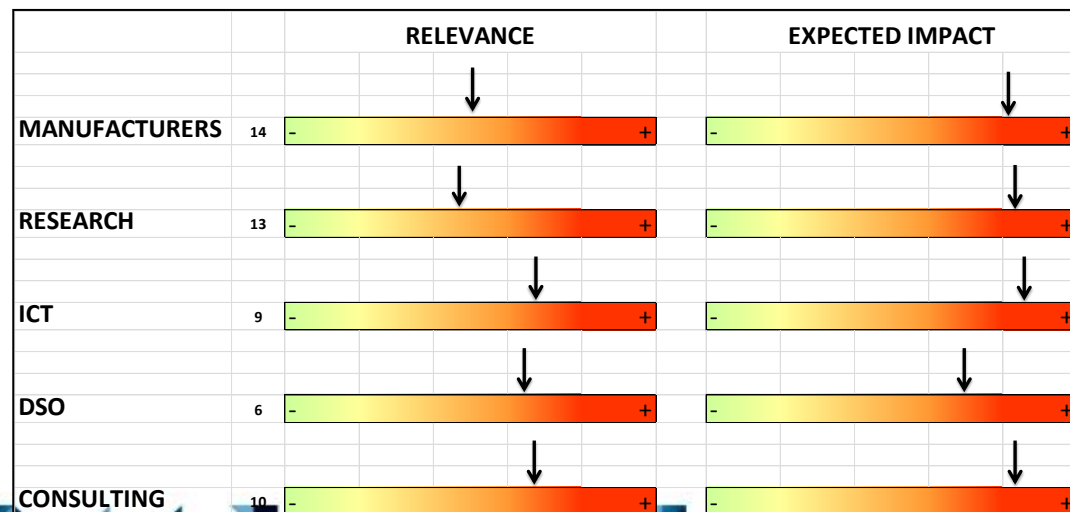 RELEVANCE EXPECTED IMPACT
MANUFACTURERS 14 - + - +
RESEARCH 13 - + - +
ICT 9 - + - +
DSO 6 - + - +
CONSULTING 10 - + - +